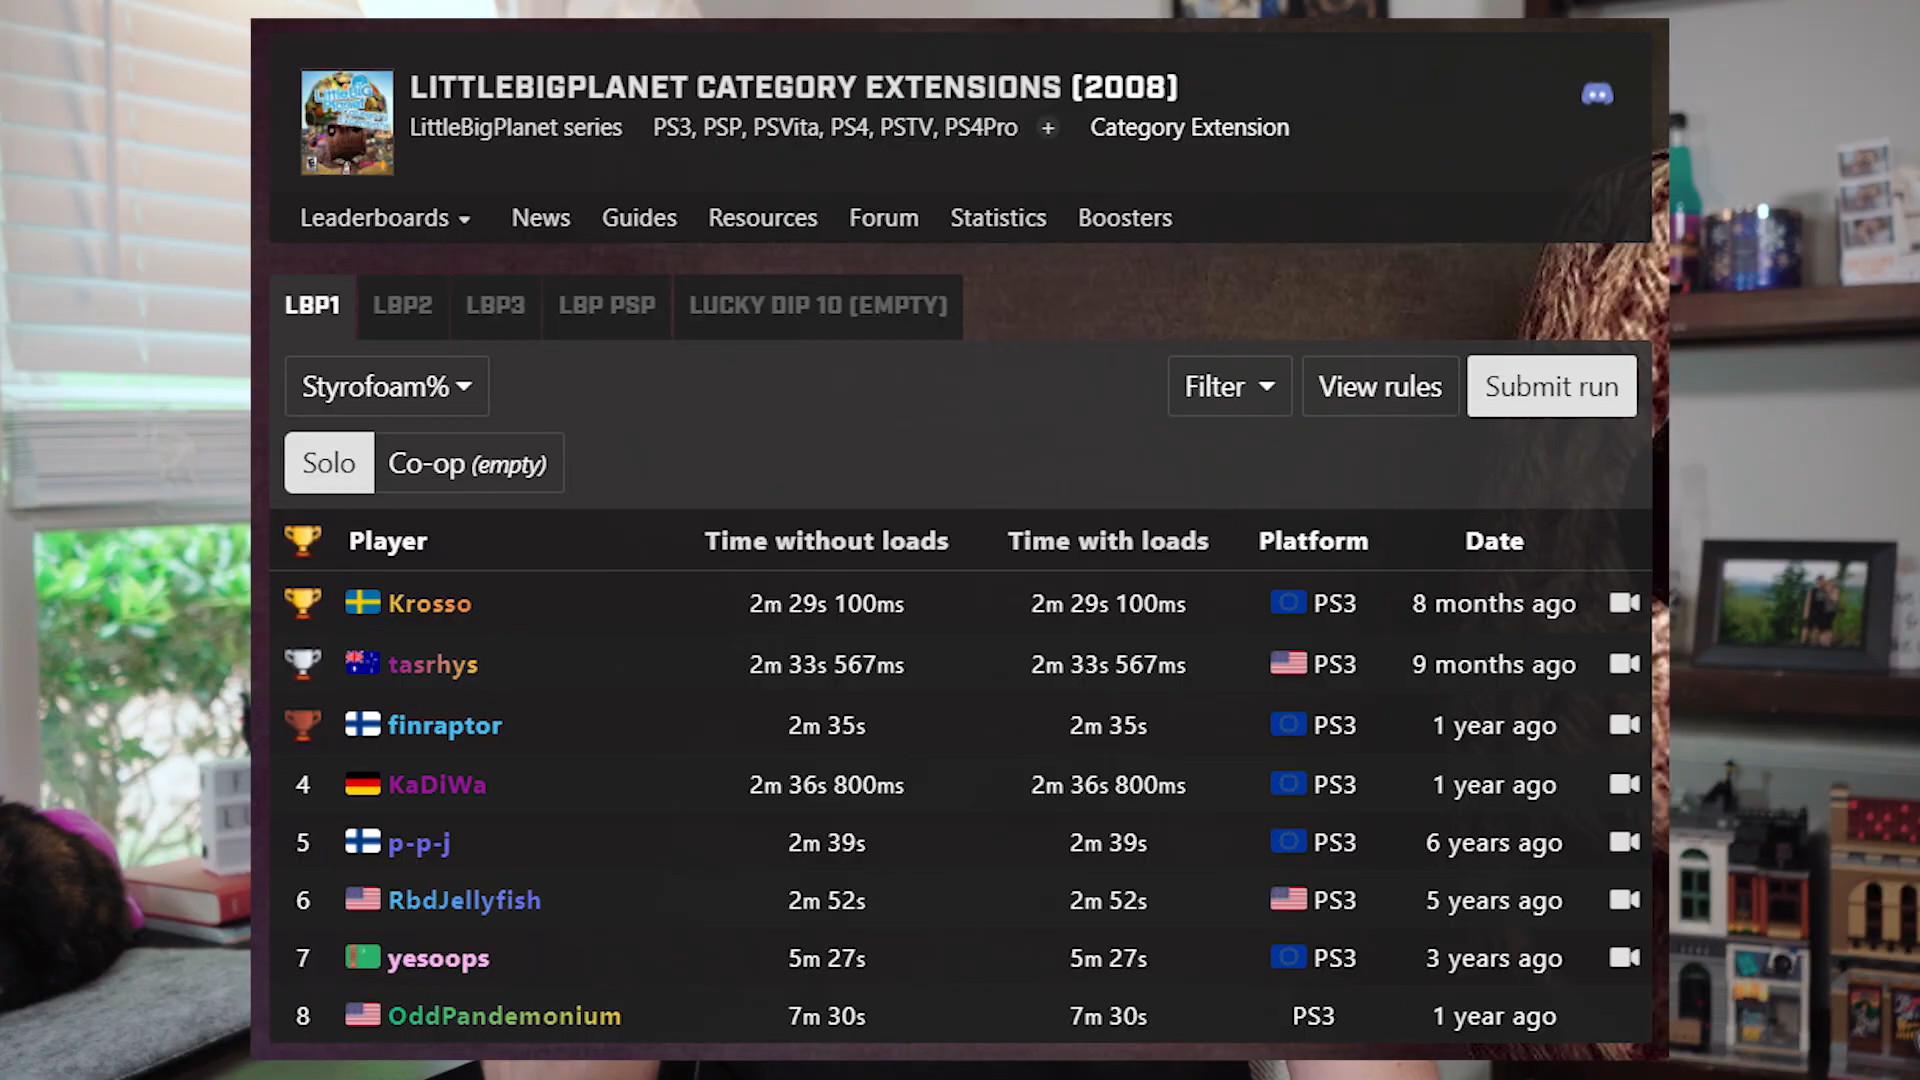 LITTLEBIGPLANET CATEGORY EXTENSIONS (2008)
LittleBigPlanet series PS3, PSP, PSVita, PS4, PSTV, PS4Pro + Category Extension
Leaderboards News Guides Resources Forum Statistics Boosters
LBP1 LBP2 LBP3 LBP PSP LUCKY DIP 10 (EMPTY)
Styrofoam% Filter View rules Submit run
Solo Co-op (empty)
Player Time without loads Time with loads Platform Date
Krosso 2m 29s 100ms 2m 29s 100ms PS3 8 months ago
tasrhys 2m 33s 567ms 2m 33s 567ms PS3 9 months ago
finraptor 2m 35s 2m 35s PS3 1 year ago
4 KaDiWa 2m 36s 800ms 2m 36s 800ms PS3 1 year ago
5 p-p-j 2m 39s 2m 39s PS3 6 years ago
6 RbdJellyfish 2m 52s 2m 52s PS3 5 years ago
7 yesoops 5m 27s 5m 27s PS3 3 years ago
8 OddPandemonium 7m 30s 7m 30s PS3 1 year ago